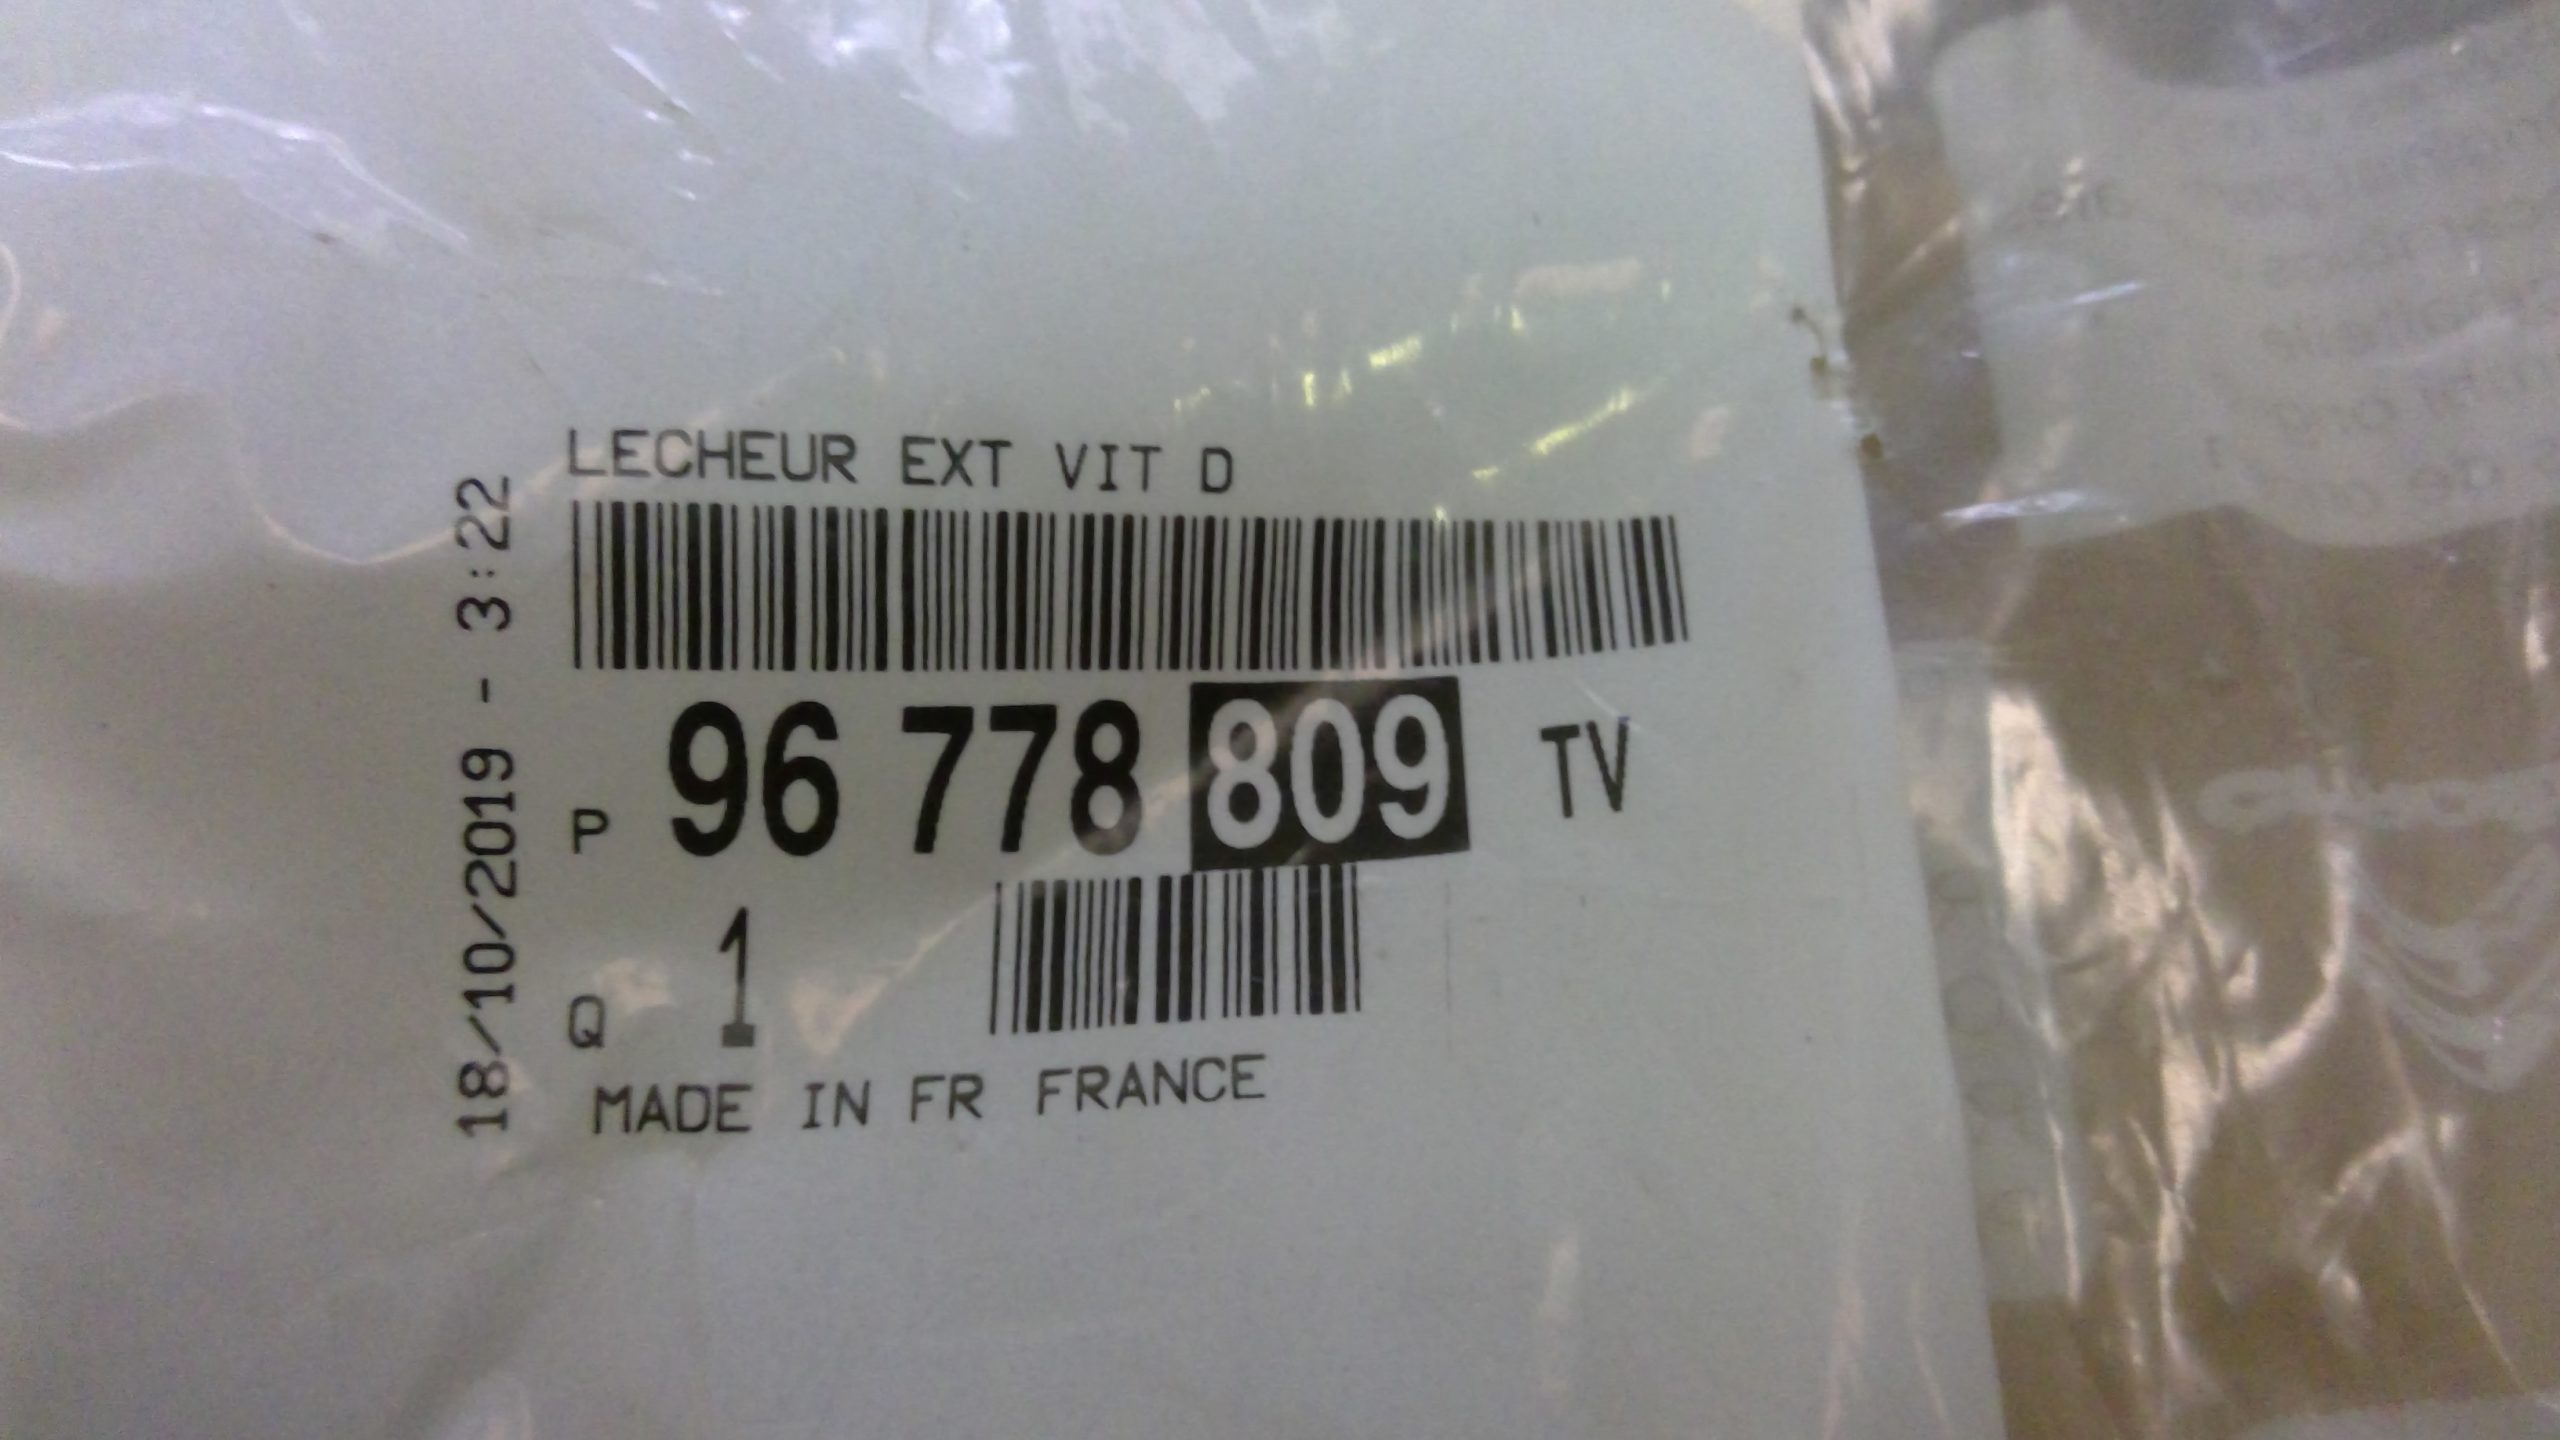 LECHEUR EXT VIT D
P 96 778 809 TV
Q 1
MADE IN FR FRANCE
18/10/2019 - 3:22